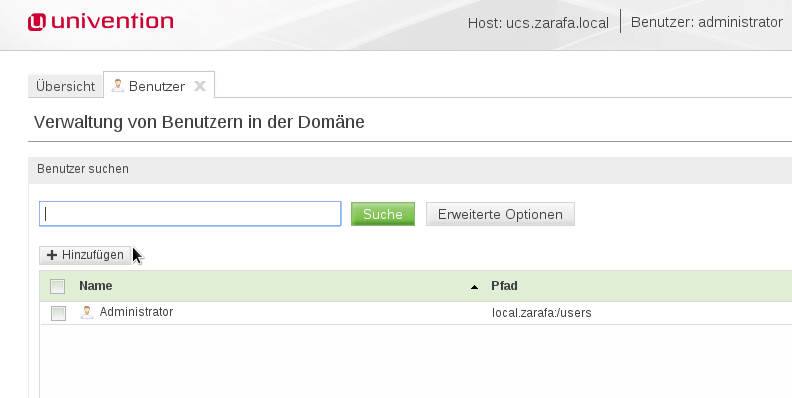 univention
Host: ucs.zarafa.local
Benutzer: administrator
Übersicht
Benutzer
Verwaltung von Benutzern in der Domäne
Benutzer suchen
Suche
Erweiterte Optionen
Hinzufügen
Name
Pfad
Administrator
local.zarafa:/users